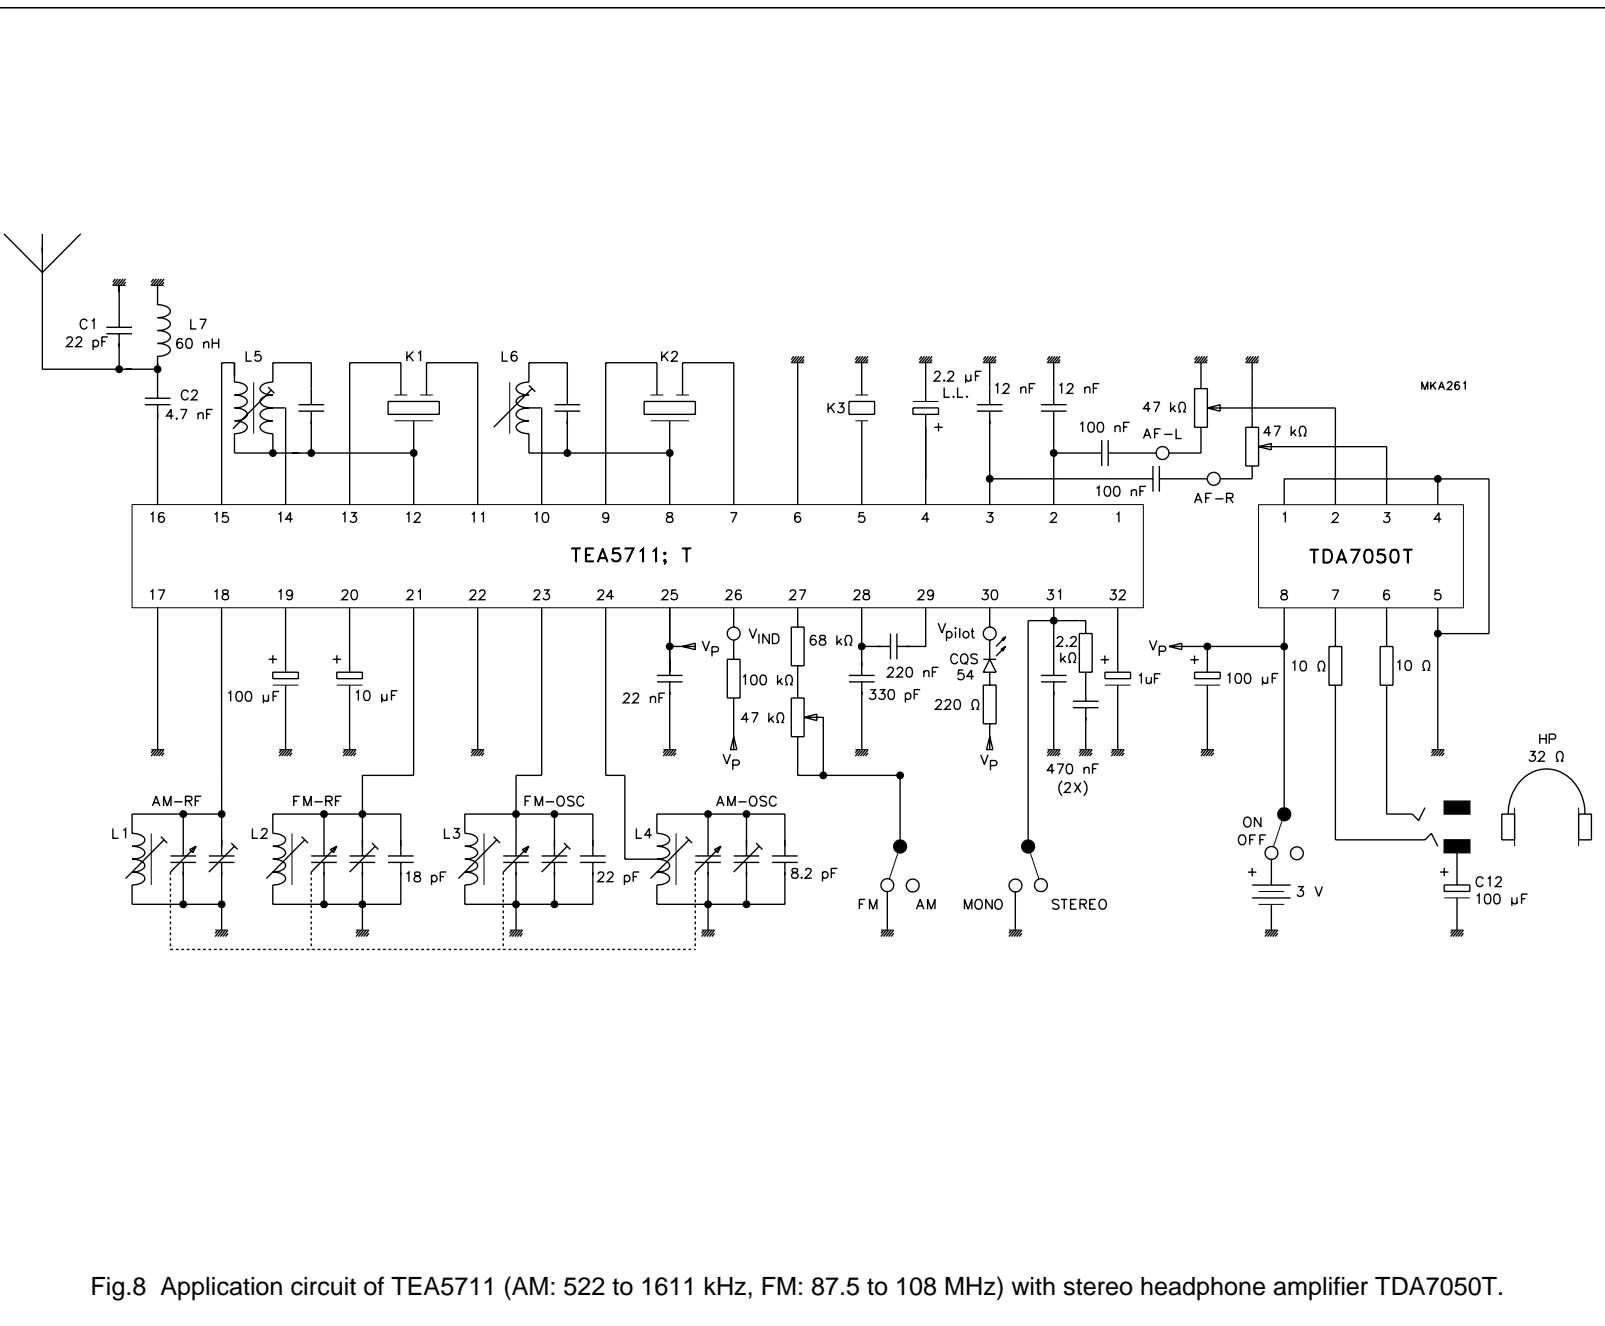 C1
22 pF
L7
60 nH
C2
4.7 nF
L5
K1
L6
K2
K3
2.2 µF
L.L.
+
12 nF
12 nF
100 nF
AF-L
47 kΩ
47 kΩ
100 nF
AF-R
MKA261
16 15 14 13 12 11 10 9 8 7 6 5 4 3 2 1
TEA5711; T
17 18 19 20 21 22 23 24 25 26 27 28 29 30 31 32
1 2 3 4
TDA7050T
8 7 6 5
+
100 µF
+
10 µF
VP
22 nF
VIND
100 kΩ
VP
68 kΩ
47 kΩ
220 nF
330 pF
Vpilot
CQS
54
220 Ω
VP
2.2
kΩ
470 nF
(2X)
+
1uF
VP
+
100 µF
10 Ω
10 Ω
HP
32 Ω
AM-RF
L1
FM-RF
L2
18 pF
FM-OSC
L3
22 pF
AM-OSC
L4
8.2 pF
FM AM
MONO STEREO
ON
OFF
+
3 V
+
C12
100 µF
Fig.8 Application circuit of TEA5711 (AM: 522 to 1611 kHz, FM: 87.5 to 108 MHz) with stereo headphone amplifier TDA7050T.